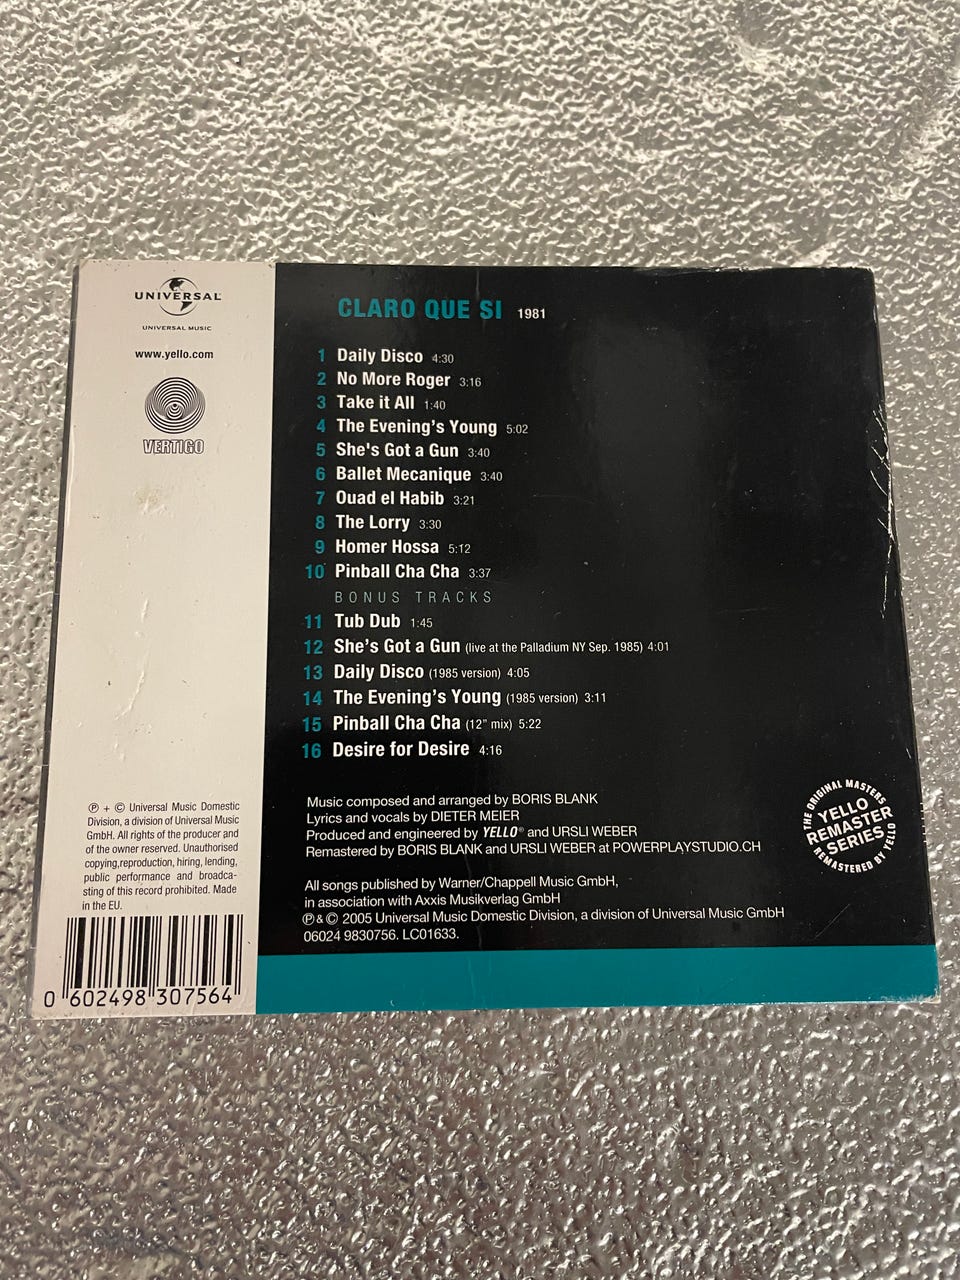 UNIVERSAL
UNIVERSAL MUSIC
www.yello.com
VERTIGO
℗ + © Universal Music Domestic
Division, a division of Universal Music
GmbH. All rights of the producer and
of the owner reserved. Unauthorised
copying,reproduction, hiring, lending,
public performance and broadca-
sting of this record prohibited. Made
in the EU.
0 602498 307564
CLARO QUE SI 1981
1 Daily Disco 4:30
2 No More Roger 3:16
3 Take it All 1:40
4 The Evening's Young 5:02
5 She's Got a Gun 3:40
6 Ballet Mecanique 3:40
7 Ouad el Habib 3:21
8 The Lorry 3:30
9 Homer Hossa 5:12
10 Pinball Cha Cha 3:37
BONUS TRACKS
11 Tub Dub 1:45
12 She's Got a Gun (live at the Palladium NY Sep. 1985) 4:01
13 Daily Disco (1985 version) 4:05
14 The Evening's Young (1985 version) 3:11
15 Pinball Cha Cha (12" mix) 5:22
16 Desire for Desire 4:16
Music composed and arranged by BORIS BLANK
Lyrics and vocals by DIETER MEIER
Produced and engineered by YELLO® and URSLI WEBER
Remastered by BORIS BLANK and URSLI WEBER at POWERPLAYSTUDIO.CH
All songs published by Warner/Chappell Music GmbH,
in association with Axxis Musikverlag GmbH
℗ & © 2005 Universal Music Domestic Division, a division of Universal Music GmbH
06024 9830756. LC01633.
THE ORIGINAL MASTERS
YELLO
REMASTER
SERIES
REMASTERED BY YELLO